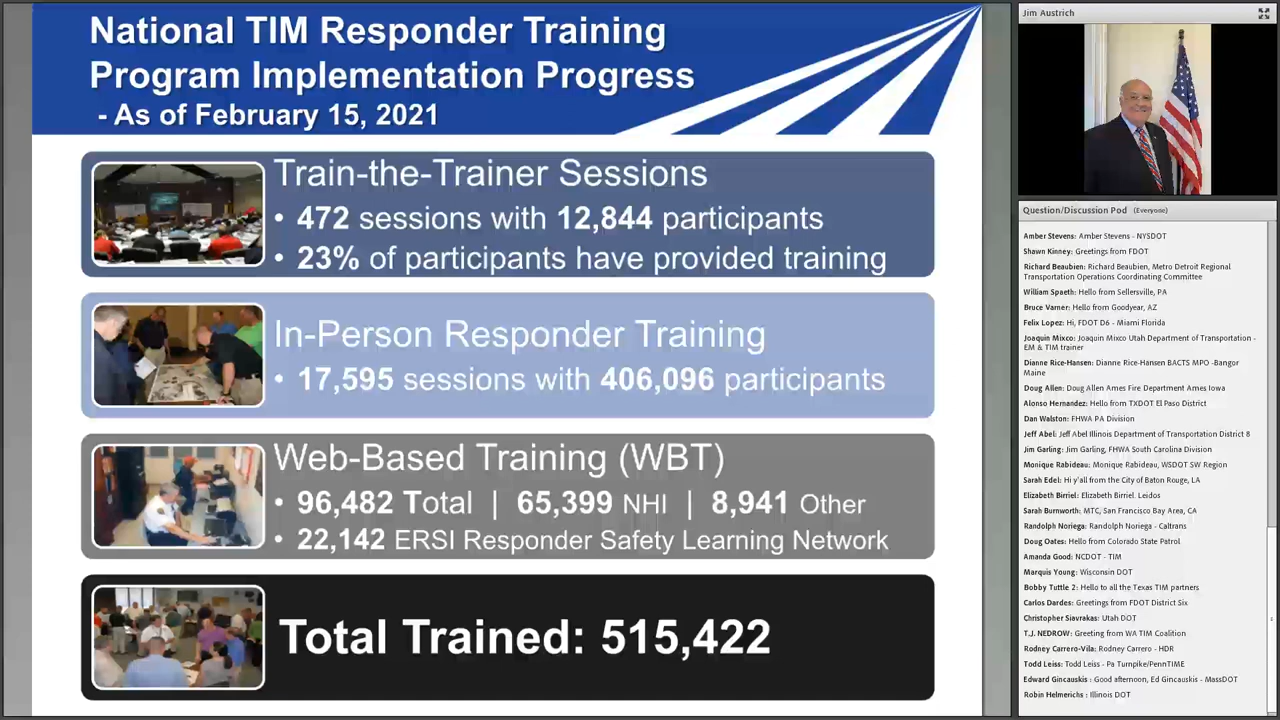 National TIM Responder Training
Program Implementation Progress
- As of February 15, 2021
Train-the-Trainer Sessions
• 472 sessions with 12,844 participants
• 23% of participants have provided training
In-Person Responder Training
• 17,595 sessions with 406,096 participants
Web-Based Training (WBT)
• 96,482 Total | 65,399 NHI | 8,941 Other
• 22,142 ERSI Responder Safety Learning Network
Total Trained: 515,422
Jim Austrich
Question/Discussion Pod (Everyone)
Amber Stevens: Amber Stevens - NYSDOT
Shawn Kinney: Greetings from FDOT
Richard Beaubien: Richard Beaubien, Metro Detroit Regional
Transportation Operations Coordinating Committee
William Spaeth: Hello from Sellersville, PA
Bruce Varner: Hello from Goodyear, AZ
Felix Lopez: Hi, FDOT D6 - Miami Florida
Joaquin Mixco: Joaquin Mixco Utah Department of Transportation -
EM & TIM trainer
Dianne Rice-Hansen: Dianne Rice-Hansen BACTS MPO -Bangor
Maine
Doug Allen: Doug Allen Ames Fire Department Ames Iowa
Alonso Hernandez: Hello from TXDOT El Paso District
Dan Walston: FHWA PA Division
Jeff Abel: Jeff Abel Illinois Department of Transportation District 8
Jim Garling: Jim Garling, FHWA South Carolina Division
Monique Rabideau: Monique Rabideau, WSDOT SW Region
Sarah Edel: Hi y'all from the City of Baton Rouge, LA
Elizabeth Birriel: Elizabeth Birriel. Leidos
Sarah Burnworth: MTC, San Francisco Bay Area, CA
Randolph Noriega: Randolph Noriega - Caltrans
Doug Oates: Hello from Colorado State Patrol
Amanda Good: NCDOT - TIM
Marquis Young: Wisconsin DOT
Bobby Tuttle 2: Hello to all the Texas TIM partners
Carlos Dardes: Greetings from FDOT District Six
Christopher Siavrakas: Utah DOT
T.J. NEDROW: Greeting from WA TIM Coalition
Rodney Carrero-Vila: Rodney Carrero - HDR
Todd Leiss: Todd Leiss - Pa Turnpike/PennTIME
Edward Gincauskis : Good afternoon, Ed Gincauskis - MassDOT
Robin Helmerichs : Illinois DOT